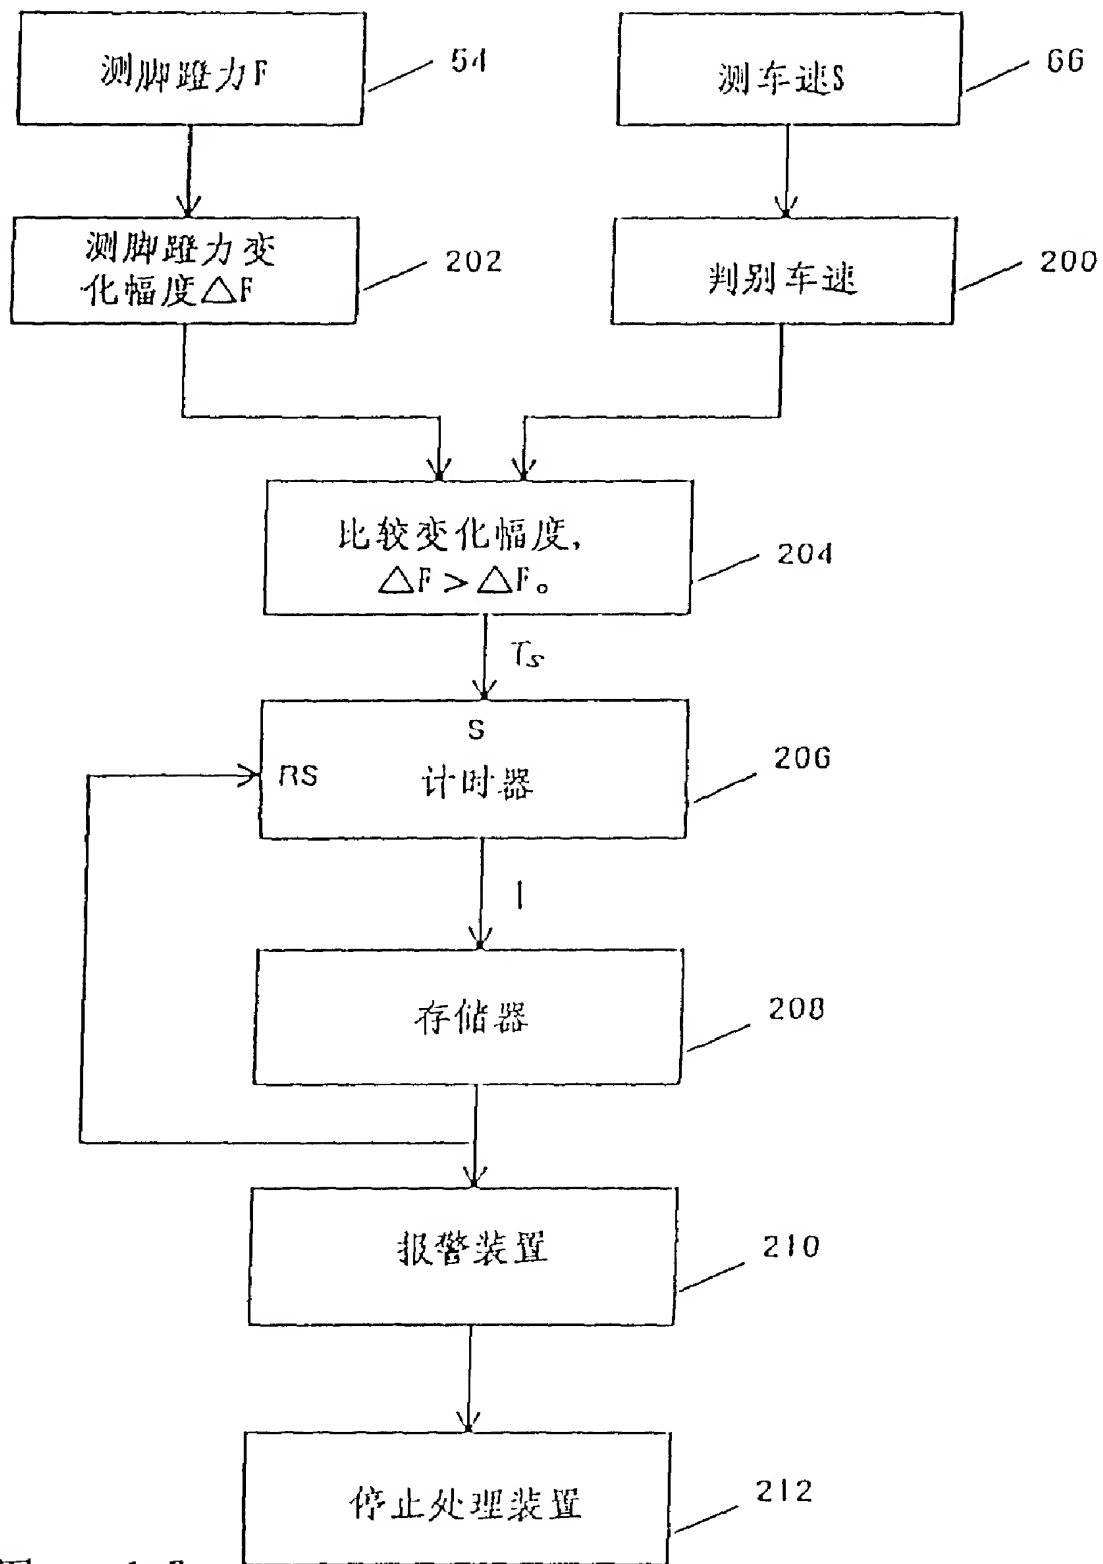 测脚蹬力F
54
测车速S
66
测脚蹬力变
化幅度△F
202
判别车速
200
比较变化幅度,
△F>△F。
204
Ts
S
RS
计时器
206
I
存储器
208
报警装置
210
停止处理装置
212